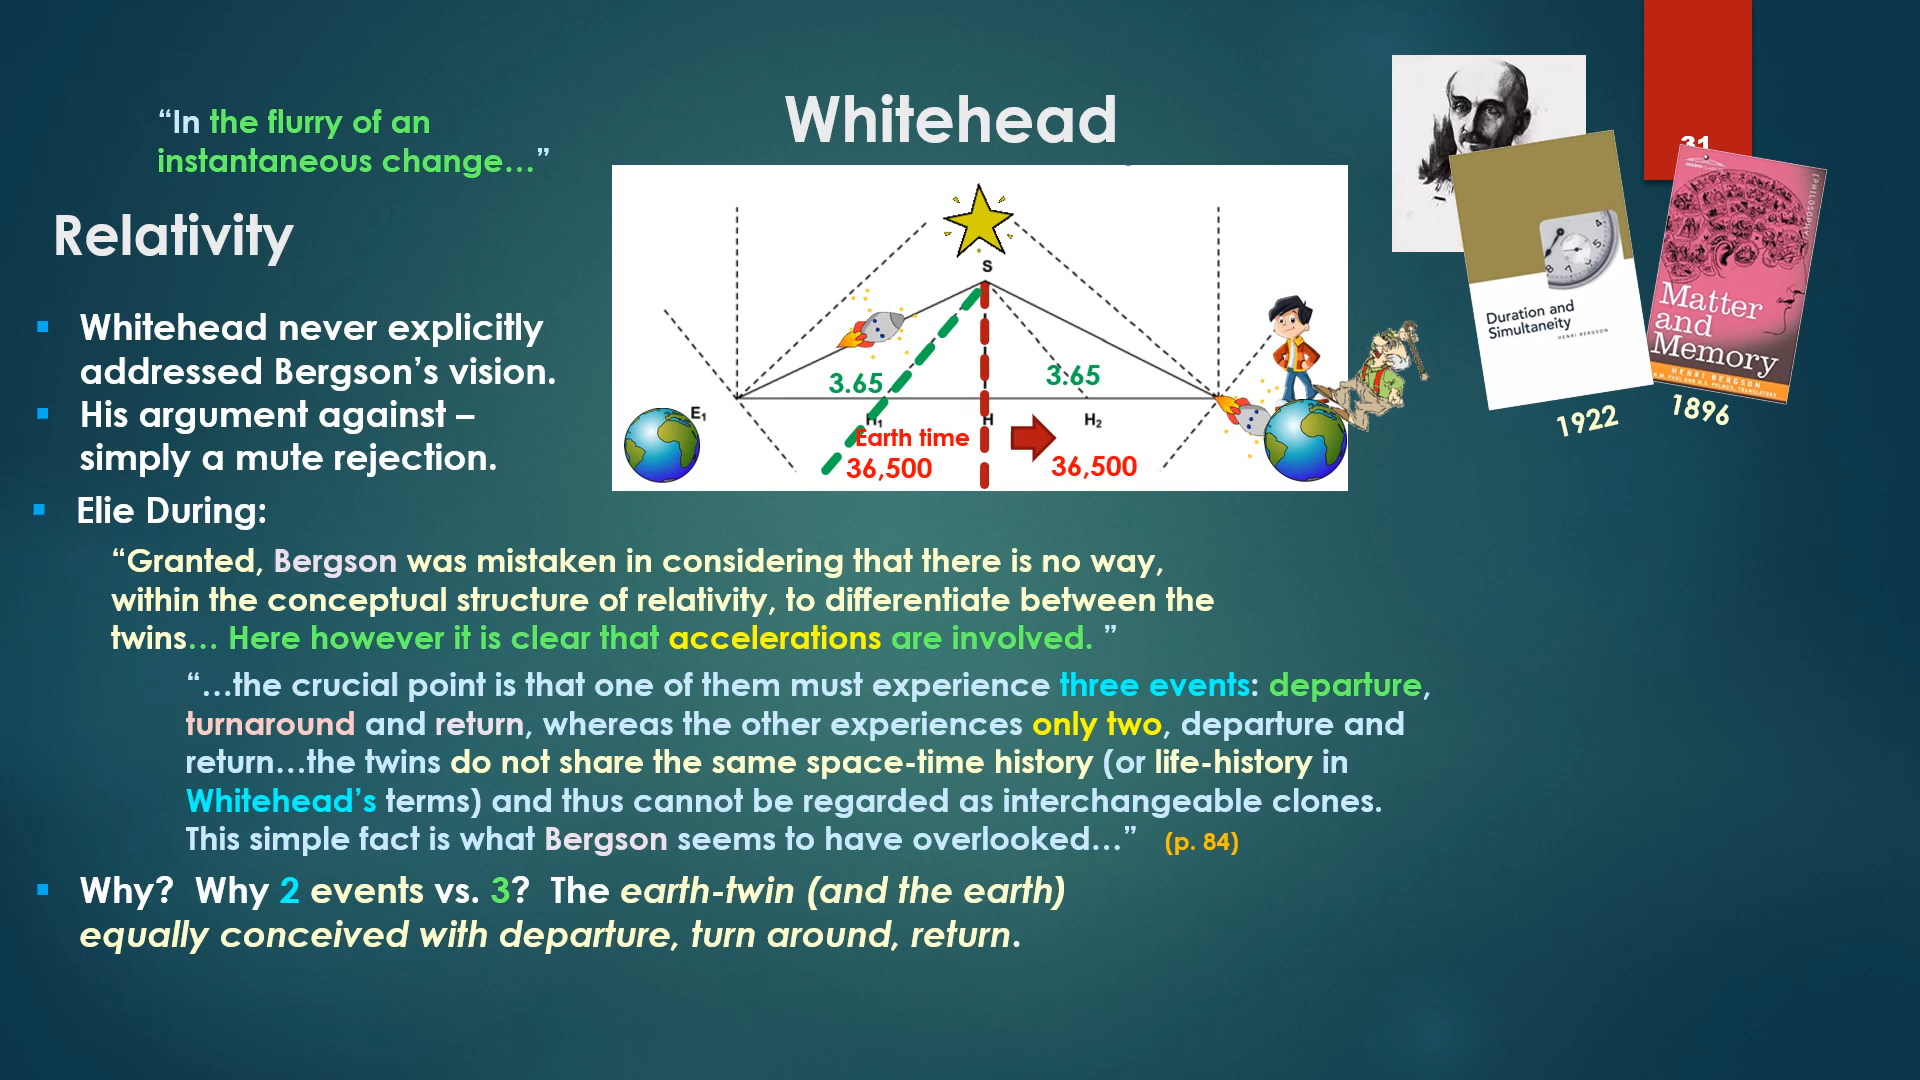 31
“In the flurry of an
instantaneous change…”
Whitehead
Relativity
S
3.65
3.65
E₁
H₁
H
H₂
Earth time
36,500
36,500
Duration and
Simultaneity
HENRI BERGSON
1922
(PHILOSOPHY)
Matter
and
Memory
HENRI BERGSON
1896
▪ Whitehead never explicitly
addressed Bergson’s vision.
▪ His argument against –
simply a mute rejection.
▪ Elie During:
“Granted, Bergson was mistaken in considering that there is no way,
within the conceptual structure of relativity, to differentiate between the
twins… Here however it is clear that accelerations are involved. ”
“…the crucial point is that one of them must experience three events: departure,
turnaround and return, whereas the other experiences only two, departure and
return…the twins do not share the same space-time history (or life-history in
Whitehead’s terms) and thus cannot be regarded as interchangeable clones.
This simple fact is what Bergson seems to have overlooked…” (p. 84)
▪ Why? Why 2 events vs. 3? The earth-twin (and the earth)
equally conceived with departure, turn around, return.